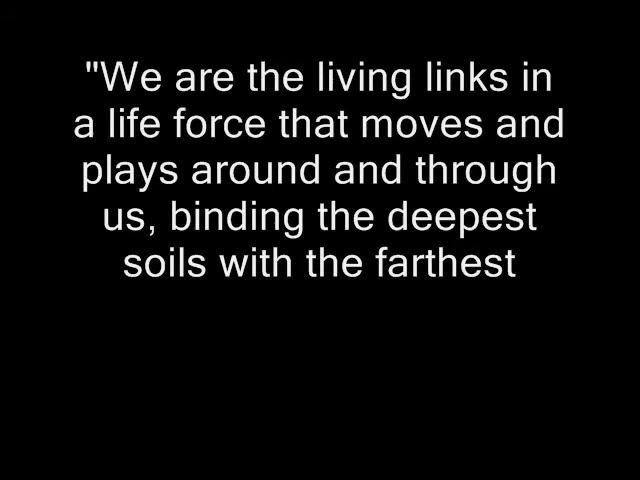 "We are the living links in
a life force that moves and
plays around and through
us, binding the deepest
soils with the farthest